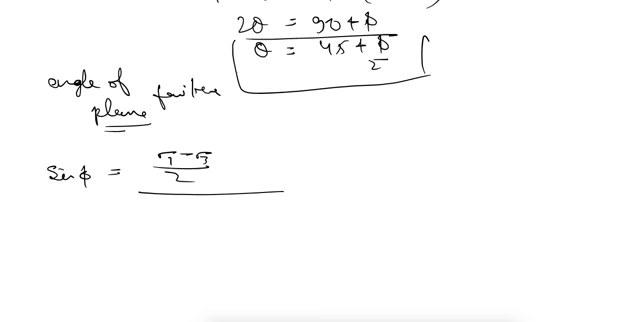 2θ = 90 + φ
θ = 45 + φ/2
angle of failure
plane
sin φ = (σ1 − σ3)/2